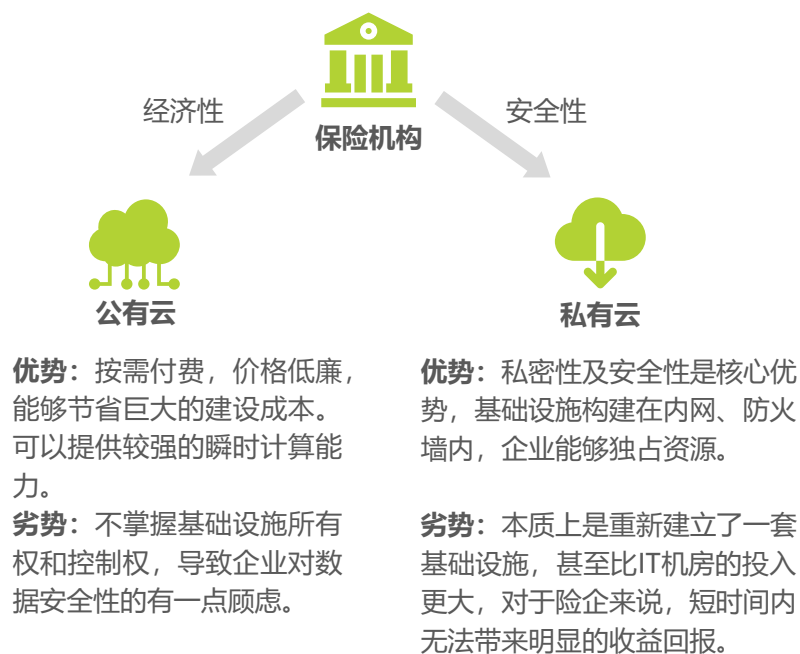 经济性
安全性
保险机构
公有云
优势：按需付费，价格低廉，
能够节省巨大的建设成本。
可以提供较强的瞬时计算能
力。
劣势：不掌握基础设施所有
权和控制权，导致企业对数
据安全性的有一点顾虑。
私有云
优势：私密性及安全性是核心优
势，基础设施构建在内网、防火
墙内，企业能够独占资源。
劣势：本质上是重新建立了一套
基础设施，甚至比IT机房的投入
更大，对于险企来说，短时间内
无法带来明显的收益回报。